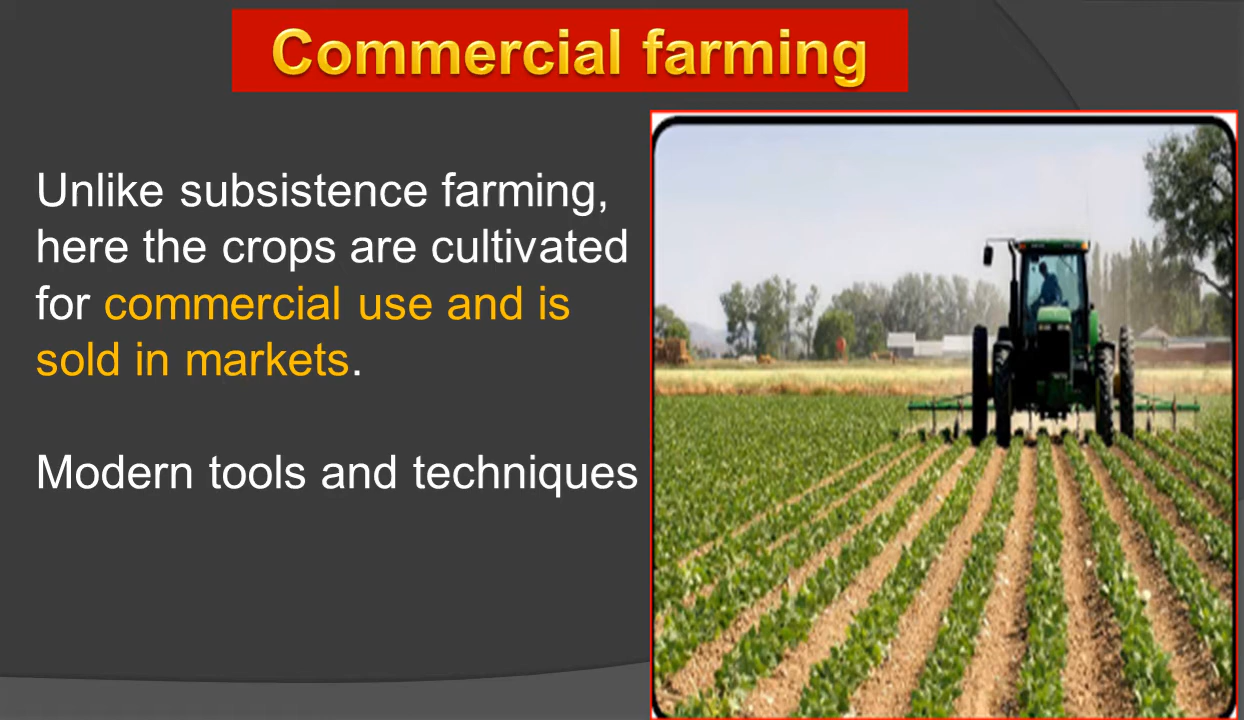 Commercial farming
Unlike subsistence farming,
here the crops are cultivated
for commercial use and is
sold in markets.
Modern tools and techniques